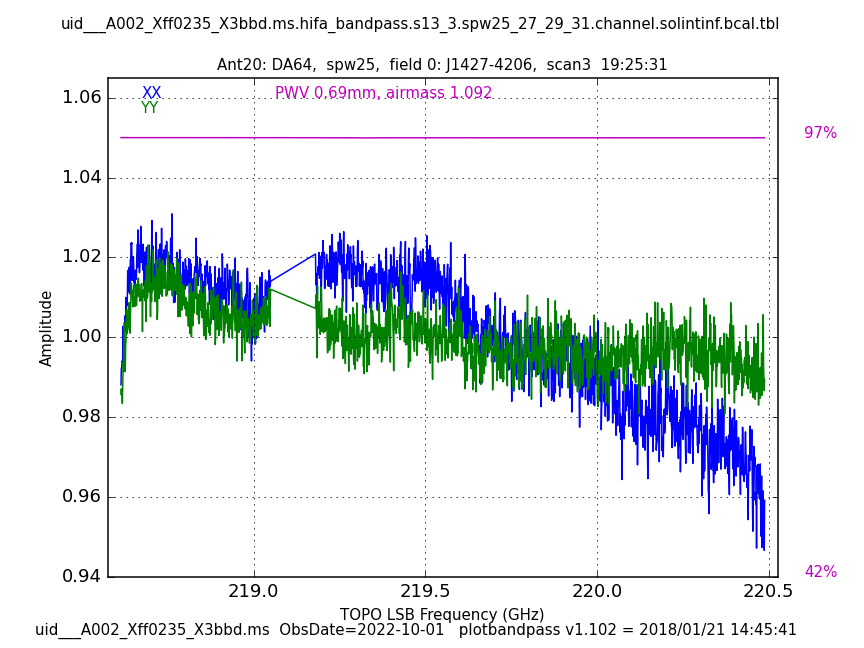 uid___A002_Xff0235_X3bbd.ms.hifa_bandpass.s13_3.spw25_27_29_31.channel.solintinf.bcal.tbl
Ant20: DA64,  spw25,  field 0: J1427-4206,  scan3  19:25:31
XX
YY
PWV 0.69mm, airmass 1.092
97%
42%
1.06
1.04
1.02
1.00
0.98
0.96
0.94
Amplitude
219.0 219.5 220.0 220.5
TOPO LSB Frequency (GHz)
uid___A002_Xff0235_X3bbd.ms  ObsDate=2022-10-01   plotbandpass v1.102 = 2018/01/21 14:45:41